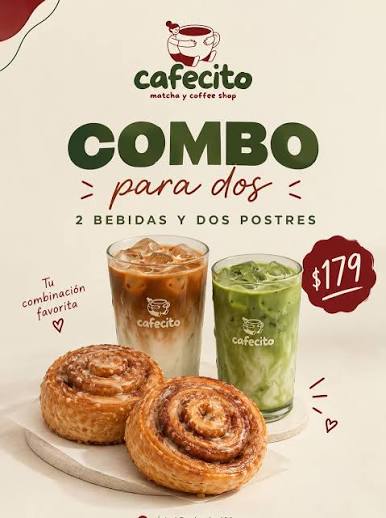 cafecito
matcha y coffee shop
COMBO
para dos
2 BEBIDAS Y DOS POSTRES
$179
Tu
combinación
favorita
cafecito
cafecito